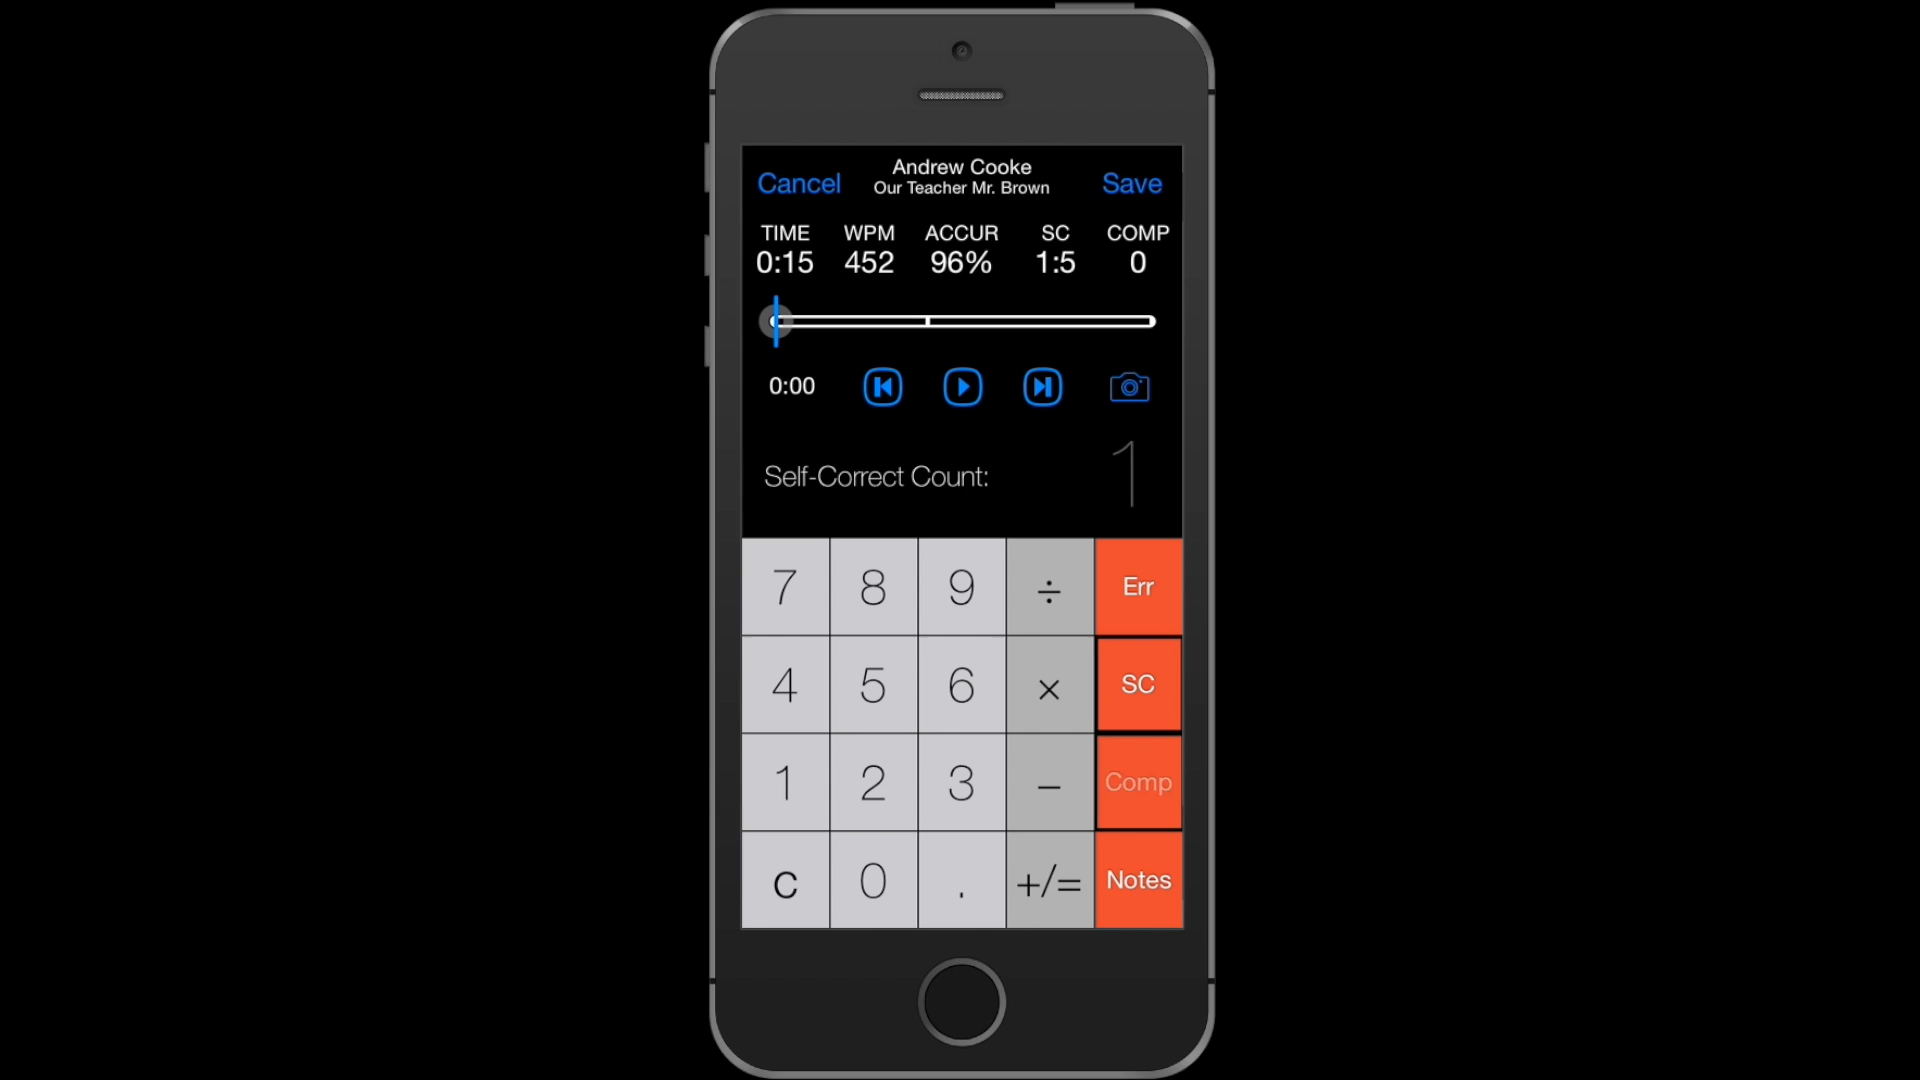 Andrew Cooke
Cancel Our Teacher Mr. Brown Save
TIME WPM ACCUR SC COMP
0:15 452 96% 1:5 0
0:00
Self-Correct Count: 1
7 8 9 ÷ Err
4 5 6 × SC
1 2 3 − Comp
c 0 . +/= Notes